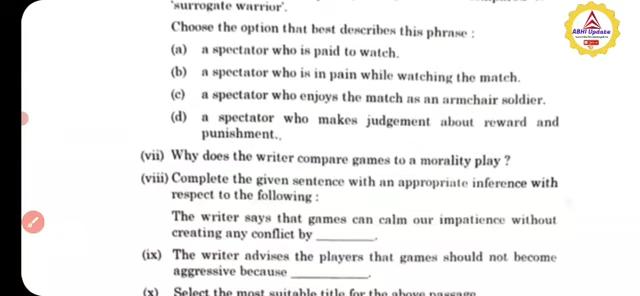 'surrogate warrior'.
Choose the option that best describes this phrase :
(a) a spectator who is paid to watch.
(b) a spectator who is in pain while watching the match.
(c) a spectator who enjoys the match as an armchair soldier.
(d) a spectator who makes judgement about reward and
punishment.
(vii) Why does the writer compare games to a morality play ?
(viii) Complete the given sentence with an appropriate inference with
respect to the following :
The writer says that games can calm our impatience without
creating any conflict by ________.
(ix) The writer advises the players that games should not become
aggressive because ________.
(x) Select the most suitable title for the above passage
ABHI Update